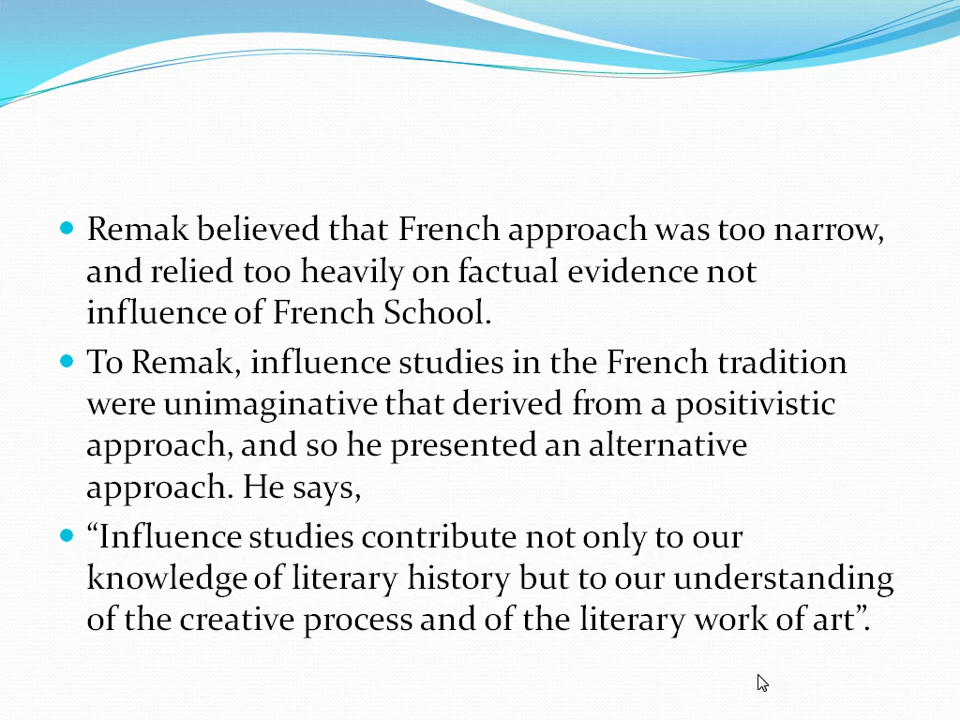 Remak believed that French approach was too narrow,
and relied too heavily on factual evidence not
influence of French School.
To Remak, influence studies in the French tradition
were unimaginative that derived from a positivistic
approach, and so he presented an alternative
approach. He says,
“Influence studies contribute not only to our
knowledge of literary history but to our understanding
of the creative process and of the literary work of art”.